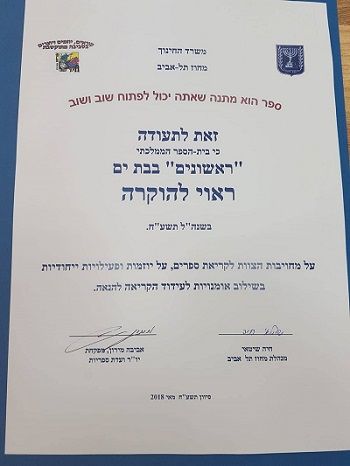 משרד החינוך
מחוז תל-אביב
ספר הוא מתנה שאתה יכול לפתוח שוב ושוב
זאת לתעודה
כי בית-הספר הממלכתי
"ראשונים" בבת ים
ראוי להוקרה
בשנה"ל תשע"ח.
על מחויבות הצוות לקריאת ספרים, על יוזמות ופעילויות ייחודיות
בשילוב אומנויות לעידוד הקריאה להנאה.
חיה שיטאי
מנהלת מחוז תל אביב
אביבה מירון, מפקחת
יו"ר ועדת ספריות
סיוון תשע"ח מאי 2018